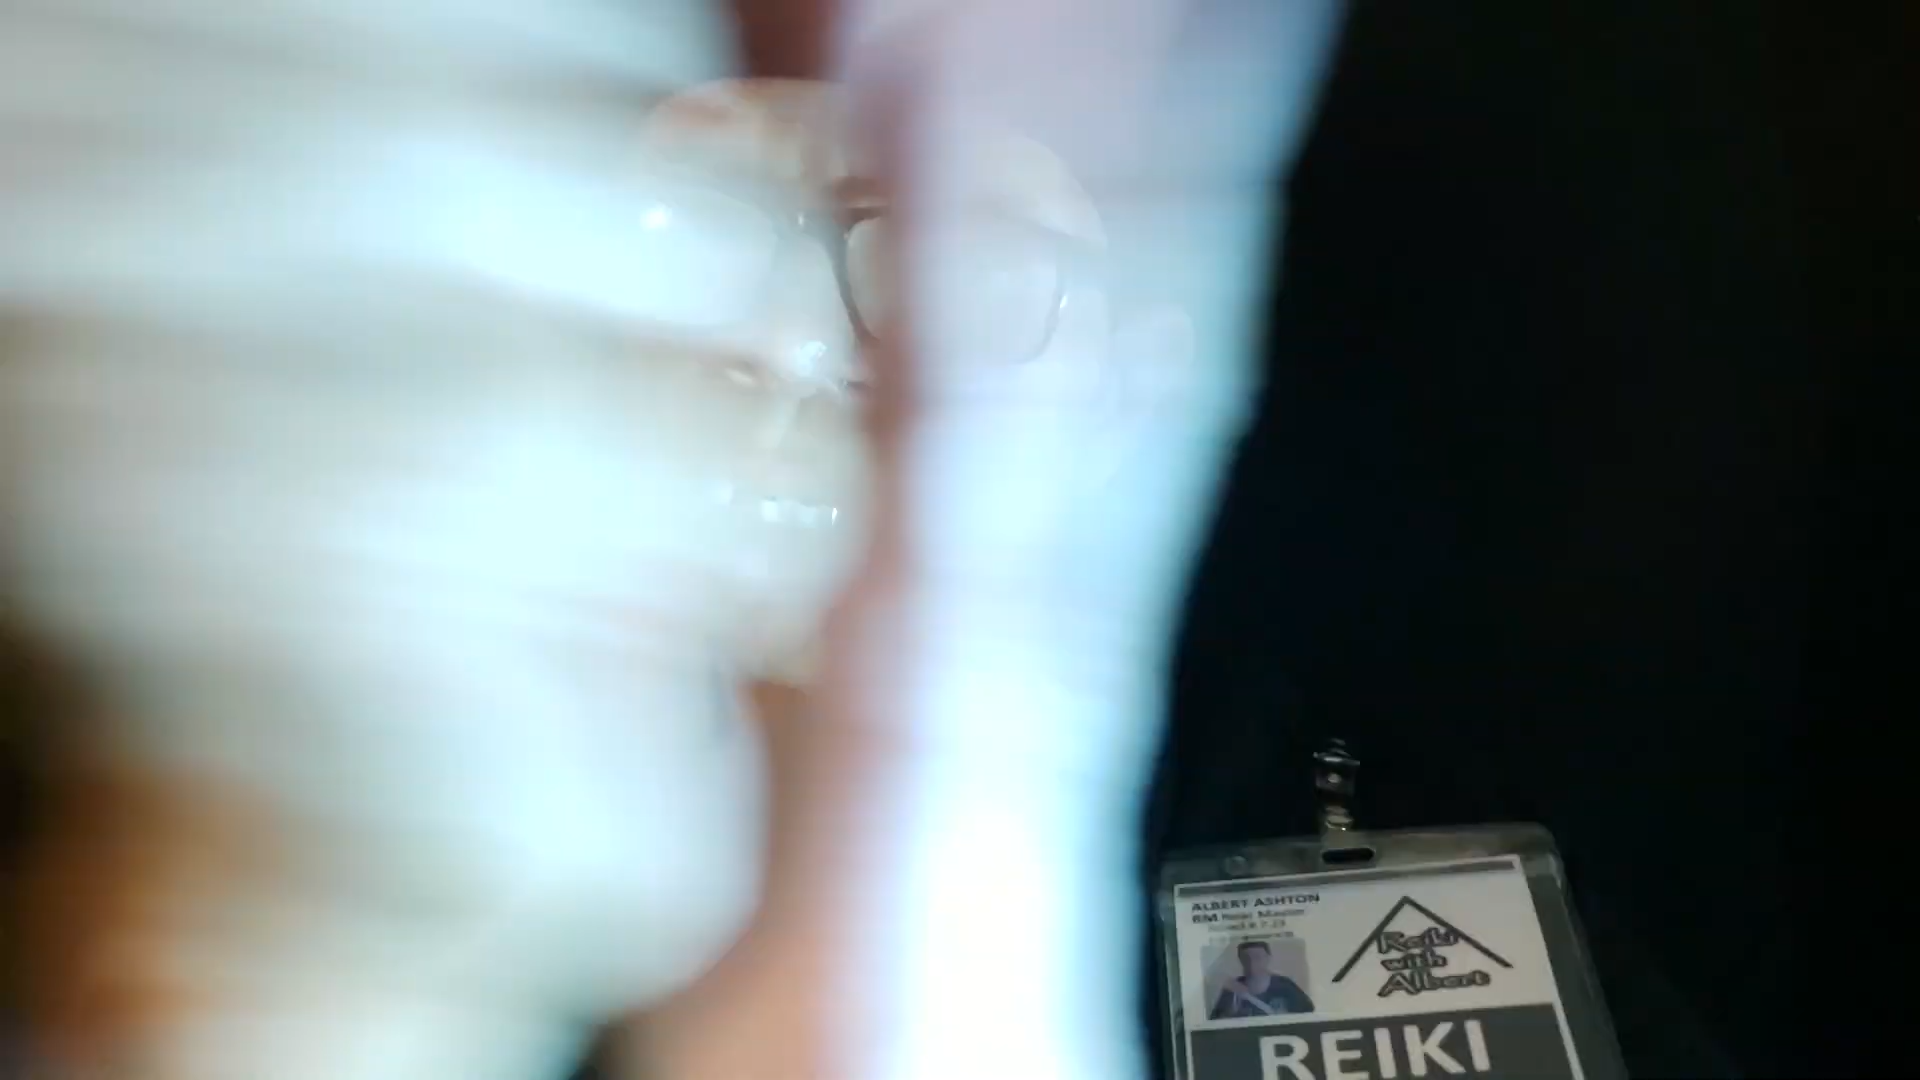 ALBERT ASHTON
RM Reiki Master
Reiki
with
Albert
REIKI